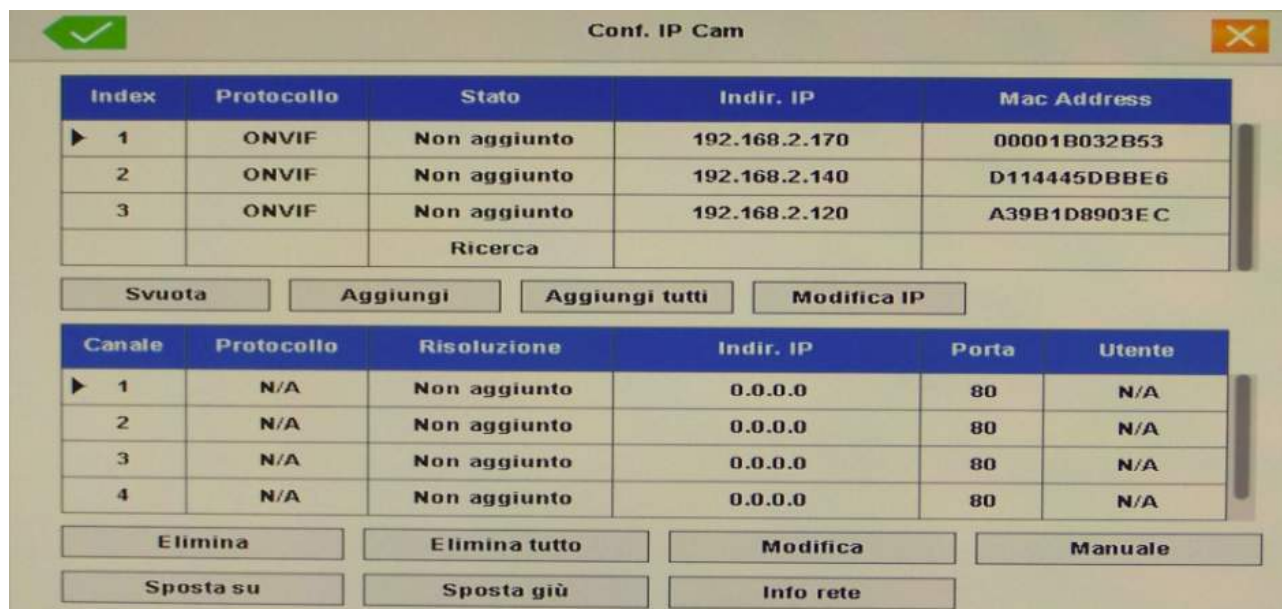 Conf. IP Cam
Index Protocollo Stato Indir. IP Mac Address
1 ONVIF Non aggiunto 192.168.2.170 00001B032B53
2 ONVIF Non aggiunto 192.168.2.140 D114445DBBE6
3 ONVIF Non aggiunto 192.168.2.120 A39B1D8903EC
Ricerca
Svuota Aggiungi Aggiungi tutti Modifica IP
Canale Protocollo Risoluzione Indir. IP Porta Utente
1 N/A Non aggiunto 0.0.0.0 80 N/A
2 N/A Non aggiunto 0.0.0.0 80 N/A
3 N/A Non aggiunto 0.0.0.0 80 N/A
4 N/A Non aggiunto 0.0.0.0 80 N/A
Elimina Elimina tutto Modifica Manuale
Sposta su Sposta giù Info rete